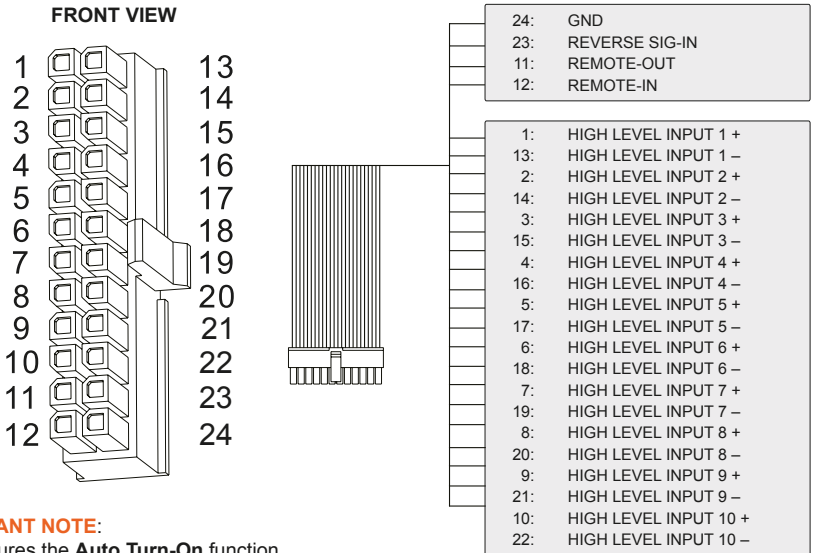 FRONT VIEW
1 13
2 14
3 15
4 16
5 17
6 18
7 19
8 20
9 21
10 22
11 23
12 24
24: GND
23: REVERSE SIG-IN
11: REMOTE-OUT
12: REMOTE-IN
1: HIGH LEVEL INPUT 1 +
13: HIGH LEVEL INPUT 1 –
2: HIGH LEVEL INPUT 2 +
14: HIGH LEVEL INPUT 2 –
3: HIGH LEVEL INPUT 3 +
15: HIGH LEVEL INPUT 3 –
4: HIGH LEVEL INPUT 4 +
16: HIGH LEVEL INPUT 4 –
5: HIGH LEVEL INPUT 5 +
17: HIGH LEVEL INPUT 5 –
6: HIGH LEVEL INPUT 6 +
18: HIGH LEVEL INPUT 6 –
7: HIGH LEVEL INPUT 7 +
19: HIGH LEVEL INPUT 7 –
8: HIGH LEVEL INPUT 8 +
20: HIGH LEVEL INPUT 8 –
9: HIGH LEVEL INPUT 9 +
21: HIGH LEVEL INPUT 9 –
10: HIGH LEVEL INPUT 10 +
22: HIGH LEVEL INPUT 10 –
ANT NOTE:
ures the Auto Turn-On function